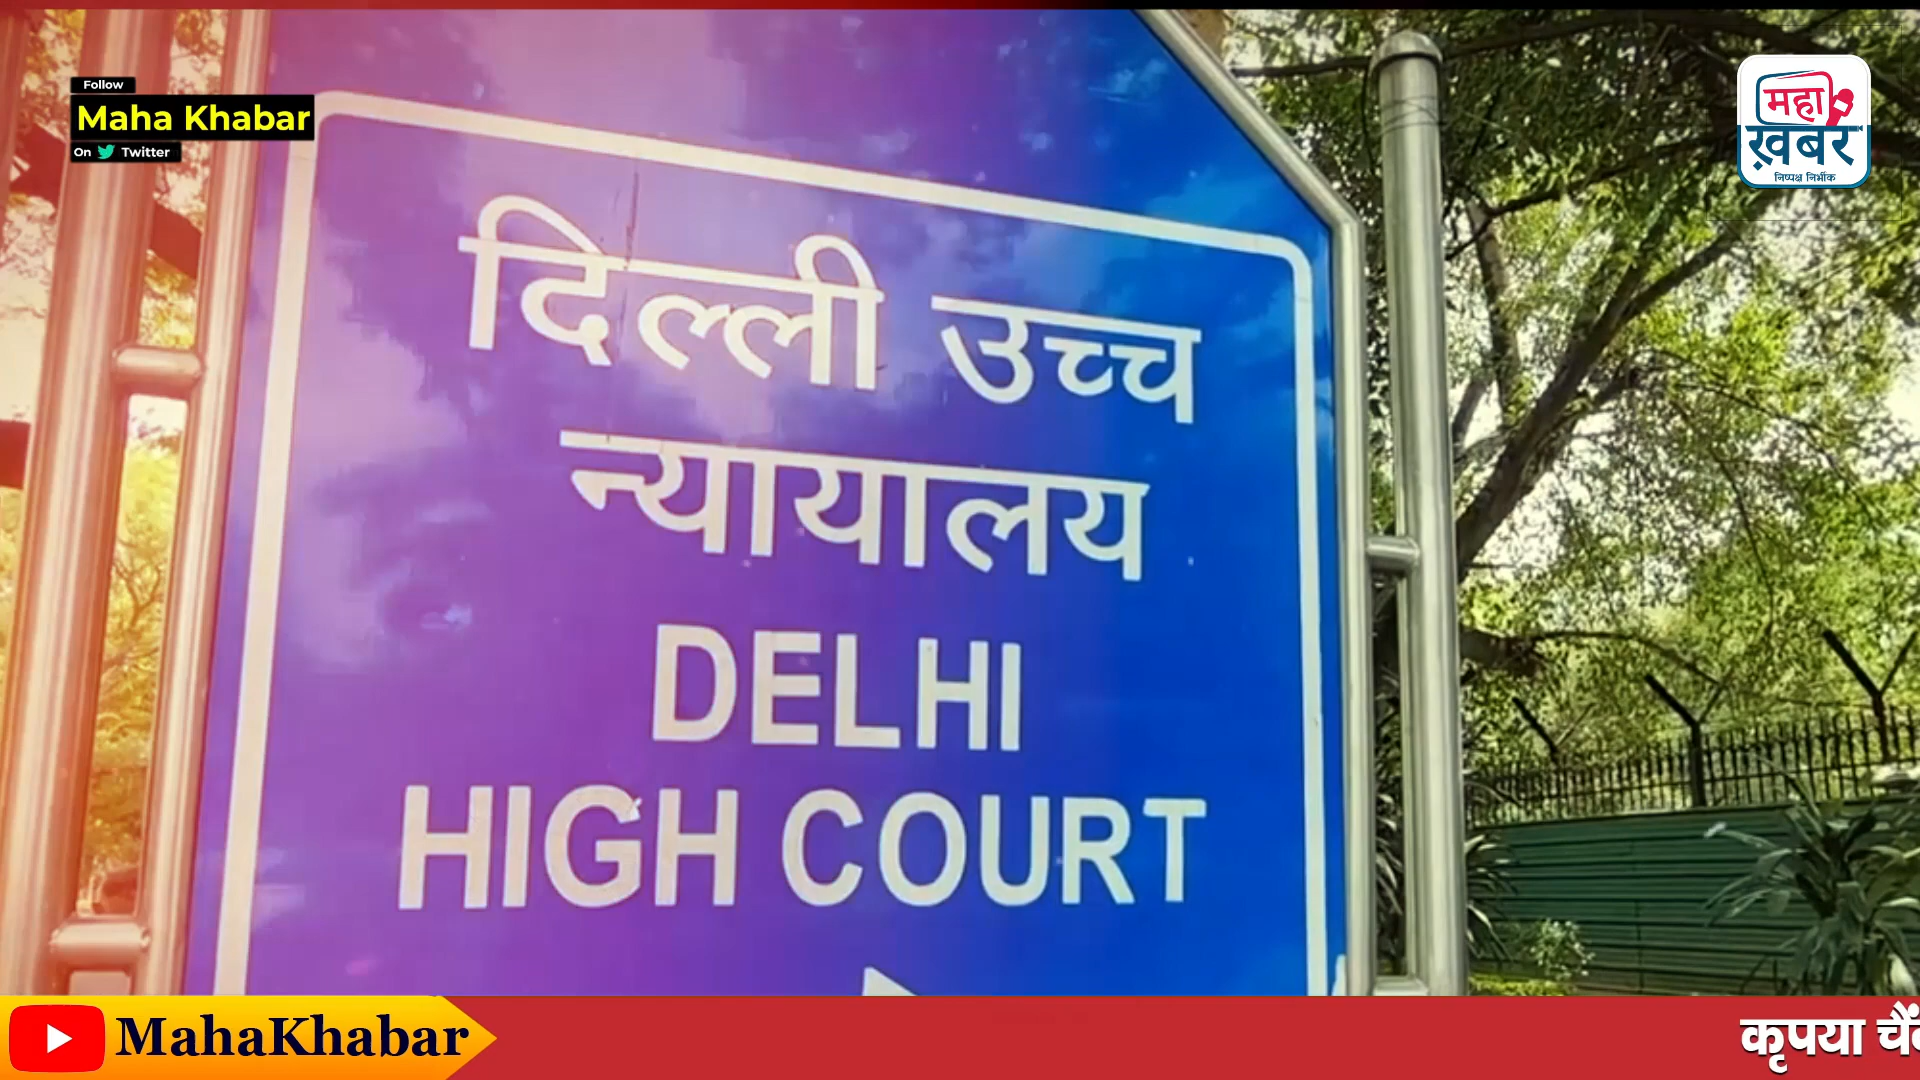 Follow
Maha Khabar
On Twitter
महा
ख़बर
निष्पक्ष निर्भीक
दिल्ली उच्च
न्यायालय
DELHI
HIGH COURT
MahaKhabar
कृपया